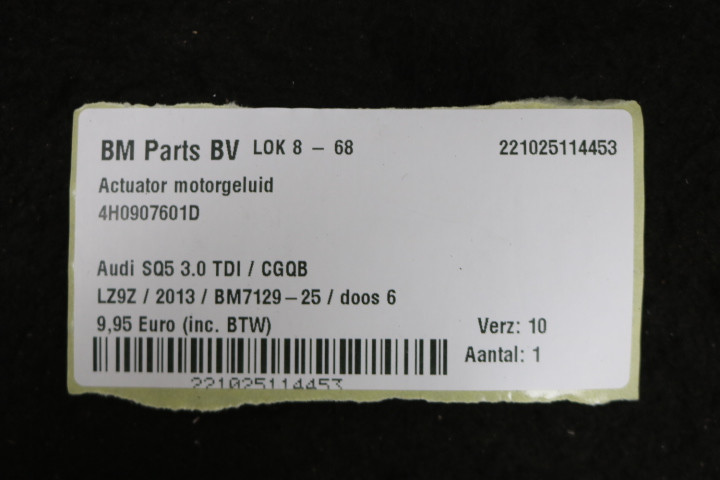 BM Parts BV LOK 8 – 68 221025114453
Actuator motorgeluid
4H0907601D
Audi SQ5 3.0 TDI / CGQB
LZ9Z / 2013 / BM7129–25 / doos 6
9,95 Euro (inc. BTW) Verz: 10
Aantal: 1
221025114453